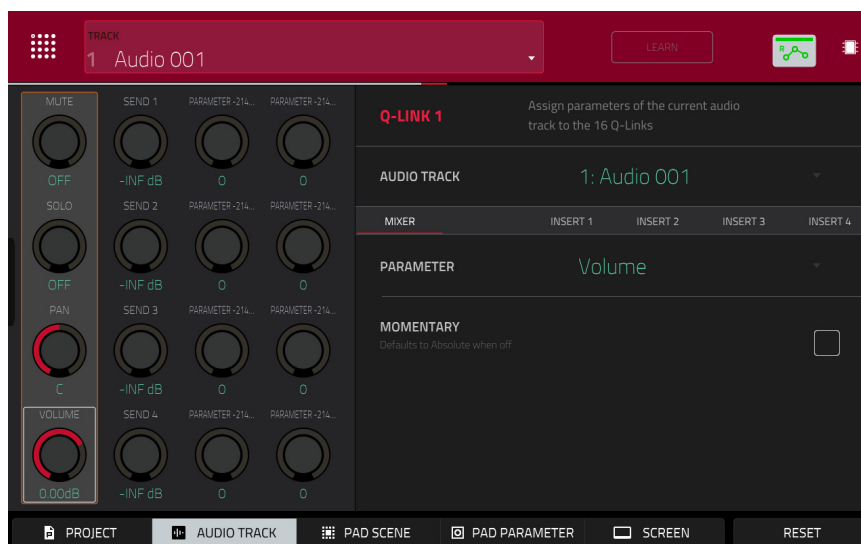 TRACK
1 Audio 001
LEARN
R
MUTE SEND 1 PARAMETER -214... PARAMETER -214...
OFF -INF dB 0 0
SOLO SEND 2 PARAMETER -214... PARAMETER -214...
OFF -INF dB 0 0
PAN SEND 3 PARAMETER -214... PARAMETER -214...
C -INF dB 0 0
VOLUME SEND 4 PARAMETER -214... PARAMETER -214...
0.00dB -INF dB 0 0
Q-LINK 1
Assign parameters of the current audio
track to the 16 Q-Links
AUDIO TRACK 1: Audio 001
MIXER INSERT 1 INSERT 2 INSERT 3 INSERT 4
PARAMETER Volume
MOMENTARY
Defaults to Absolute when off
PROJECT AUDIO TRACK PAD SCENE PAD PARAMETER SCREEN RESET